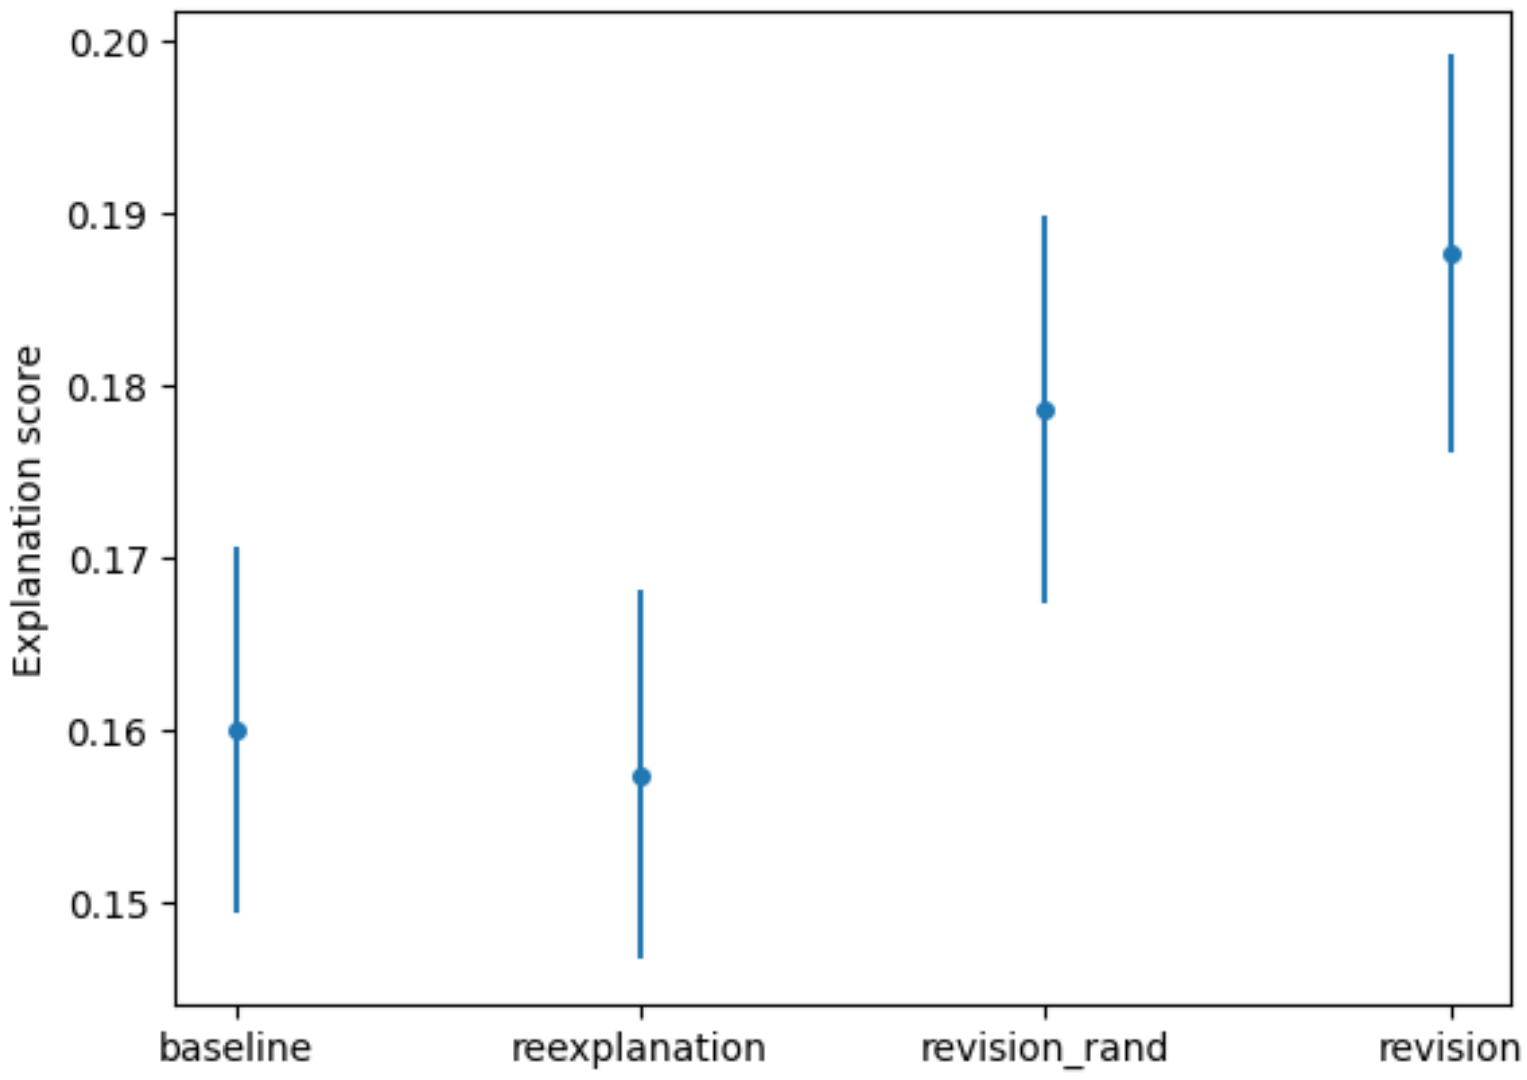 Explanation score
0.20
0.19
0.18
0.17
0.16
0.15
baseline
reexplanation
revision_rand
revision